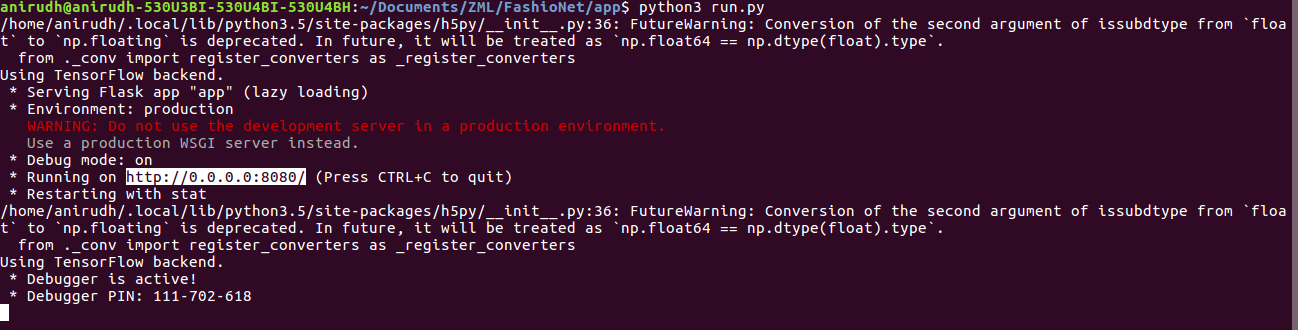 anirudh@anirudh-530U3BI-530U4BI-530U4BH:~/Documents/ZML/FashioNet/app$ python3 run.py
/home/anirudh/.local/lib/python3.5/site-packages/h5py/__init__.py:36: FutureWarning: Conversion of the second argument of issubdtype from `floa
t` to `np.floating` is deprecated. In future, it will be treated as `np.float64 == np.dtype(float).type`.
  from ._conv import register_converters as _register_converters
Using TensorFlow backend.
 * Serving Flask app "app" (lazy loading)
 * Environment: production
   WARNING: Do not use the development server in a production environment.
   Use a production WSGI server instead.
 * Debug mode: on
 * Running on http://0.0.0.0:8080/ (Press CTRL+C to quit)
 * Restarting with stat
/home/anirudh/.local/lib/python3.5/site-packages/h5py/__init__.py:36: FutureWarning: Conversion of the second argument of issubdtype from `floa
t` to `np.floating` is deprecated. In future, it will be treated as `np.float64 == np.dtype(float).type`.
  from ._conv import register_converters as _register_converters
Using TensorFlow backend.
 * Debugger is active!
 * Debugger PIN: 111-702-618